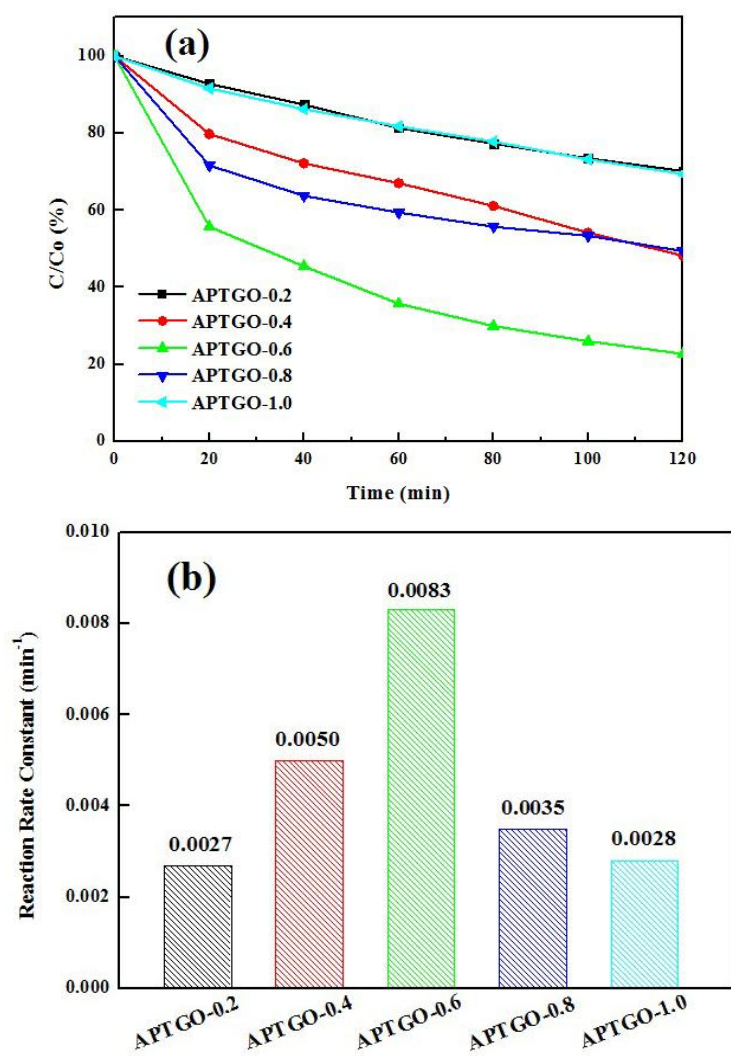 (a)
100
80
60
40
20
0
C/Co (%)
APTGO-0.2
APTGO-0.4
APTGO-0.6
APTGO-0.8
APTGO-1.0
0 20 40 60 80 100 120
Time (min)
(b)
0.010
0.008
0.006
0.004
0.002
0.000
Reaction Rate Constant (min⁻¹)
0.0027
0.0050
0.0083
0.0035
0.0028
APTGO-0.2
APTGO-0.4
APTGO-0.6
APTGO-0.8
APTGO-1.0